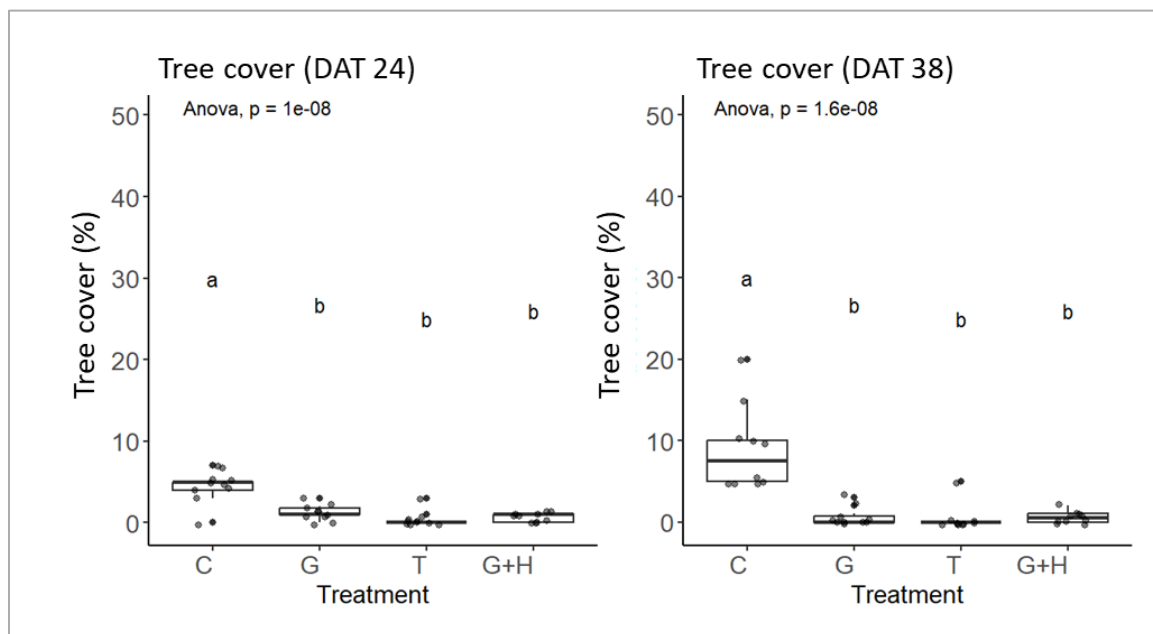 Tree cover (DAT 24)
Anova, p = 1e-08
Tree cover (%)
50
40
30
20
10
0
a
b
b
b
C
G
T
G+H
Treatment
Tree cover (DAT 38)
Anova, p = 1.6e-08
Tree cover (%)
50
40
30
20
10
0
a
b
b
b
C
G
T
G+H
Treatment